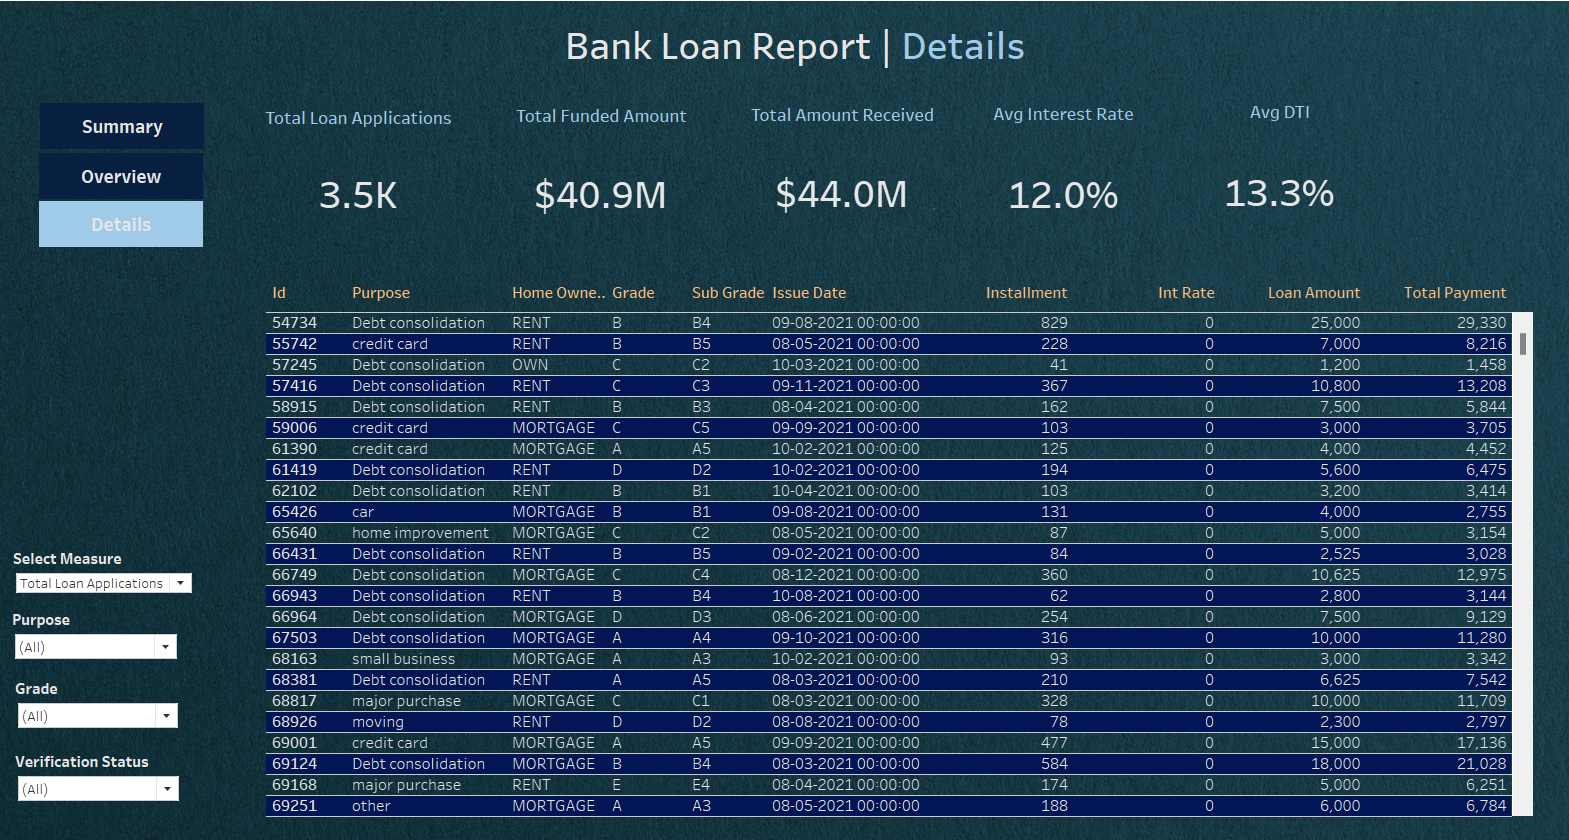 Bank Loan Report | Details
Summary
Overview
Details
Total Loan Applications
3.5K
Total Funded Amount
$40.9M
Total Amount Received
$44.0M
Avg Interest Rate
12.0%
Avg DTI
13.3%
Id Purpose Home Owne.. Grade Sub Grade Issue Date Installment Int Rate Loan Amount Total Payment
54734 Debt consolidation RENT B B4 09-08-2021 00:00:00 829 0 25,000 29,330
55742 credit card RENT B B5 08-05-2021 00:00:00 228 0 7,000 8,216
57245 Debt consolidation OWN C C2 10-03-2021 00:00:00 41 0 1,200 1,458
57416 Debt consolidation RENT C C3 09-11-2021 00:00:00 367 0 10,800 13,208
58915 Debt consolidation RENT B B3 08-04-2021 00:00:00 162 0 7,500 5,844
59006 credit card MORTGAGE C C5 09-09-2021 00:00:00 103 0 3,000 3,705
61390 credit card MORTGAGE A A5 10-02-2021 00:00:00 125 0 4,000 4,452
61419 Debt consolidation RENT D D2 10-02-2021 00:00:00 194 0 5,600 6,475
62102 Debt consolidation RENT B B1 10-04-2021 00:00:00 103 0 3,200 3,414
65426 car MORTGAGE B B1 09-08-2021 00:00:00 131 0 4,000 2,755
65640 home improvement MORTGAGE C C2 08-05-2021 00:00:00 87 0 5,000 3,154
66431 Debt consolidation RENT B B5 09-02-2021 00:00:00 84 0 2,525 3,028
66749 Debt consolidation MORTGAGE C C4 08-12-2021 00:00:00 360 0 10,625 12,975
66943 Debt consolidation RENT B B4 10-08-2021 00:00:00 62 0 2,800 3,144
66964 Debt consolidation MORTGAGE D D3 08-06-2021 00:00:00 254 0 7,500 9,129
67503 Debt consolidation MORTGAGE A A4 09-10-2021 00:00:00 316 0 10,000 11,280
68163 small business MORTGAGE A A3 10-02-2021 00:00:00 93 0 3,000 3,342
68381 Debt consolidation RENT A A5 08-03-2021 00:00:00 210 0 6,625 7,542
68817 major purchase MORTGAGE C C1 08-03-2021 00:00:00 328 0 10,000 11,709
68926 moving RENT D D2 08-08-2021 00:00:00 78 0 2,300 2,797
69001 credit card MORTGAGE A A5 09-09-2021 00:00:00 477 0 15,000 17,136
69124 Debt consolidation MORTGAGE B B4 08-03-2021 00:00:00 584 0 18,000 21,028
69168 major purchase RENT E E4 08-04-2021 00:00:00 174 0 5,000 6,251
69251 other MORTGAGE A A3 08-05-2021 00:00:00 188 0 6,000 6,784
Select Measure
Total Loan Applications
Purpose
(All)
Grade
(All)
Verification Status
(All)